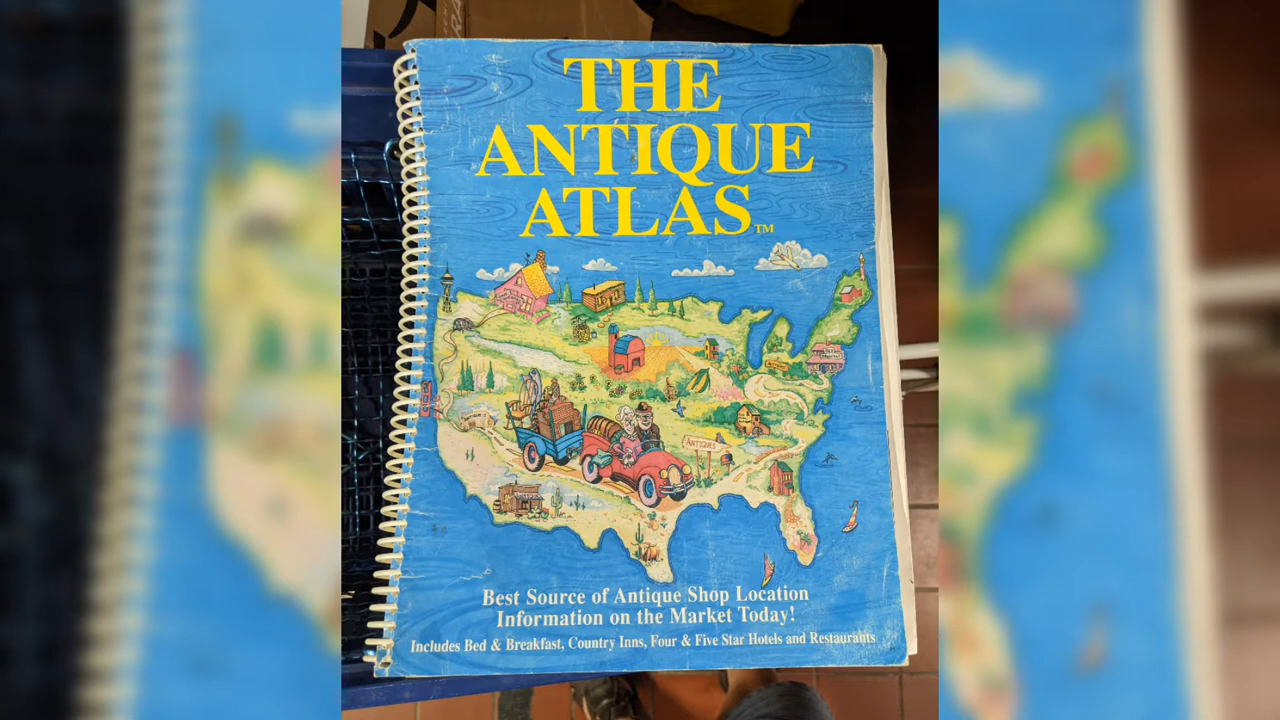 THE
ANTIQUE
ATLAS™
ANTIQUES
Best Source of Antique Shop Location
Information on the Market Today!
Includes Bed & Breakfast, Country Inns, Four & Five Star Hotels and Restaurants